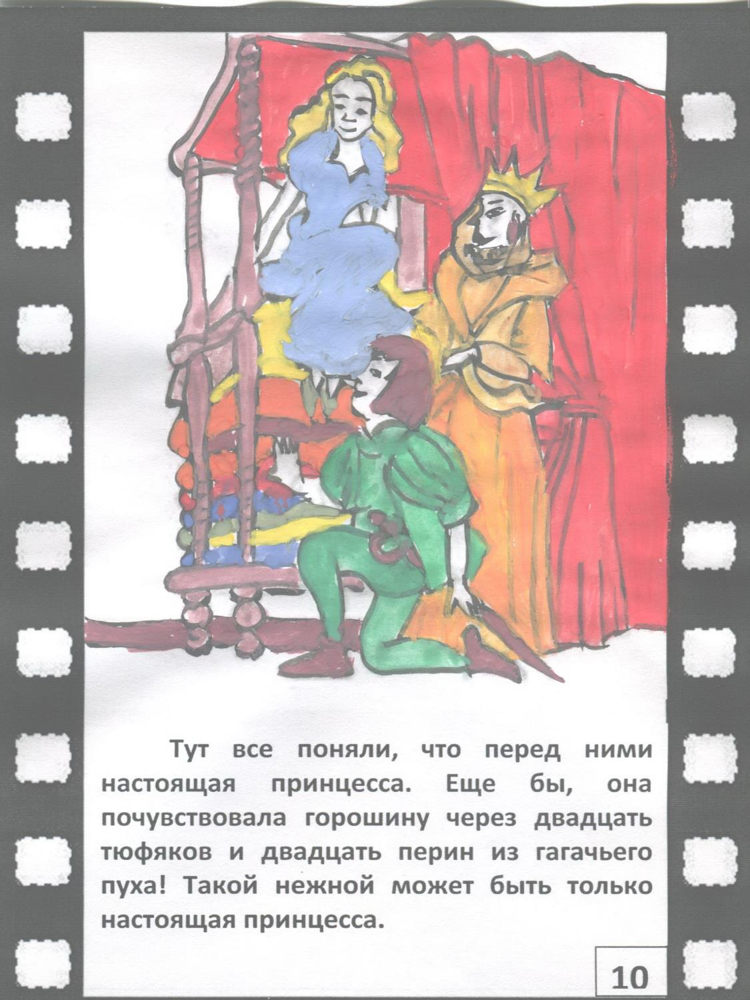 Тут все поняли, что перед ними
настоящая принцесса. Еще бы, она
почувствовала горошину через двадцать
тюфяков и двадцать перин из гагачьего
пуха! Такой нежной может быть только
настоящая принцесса.
10